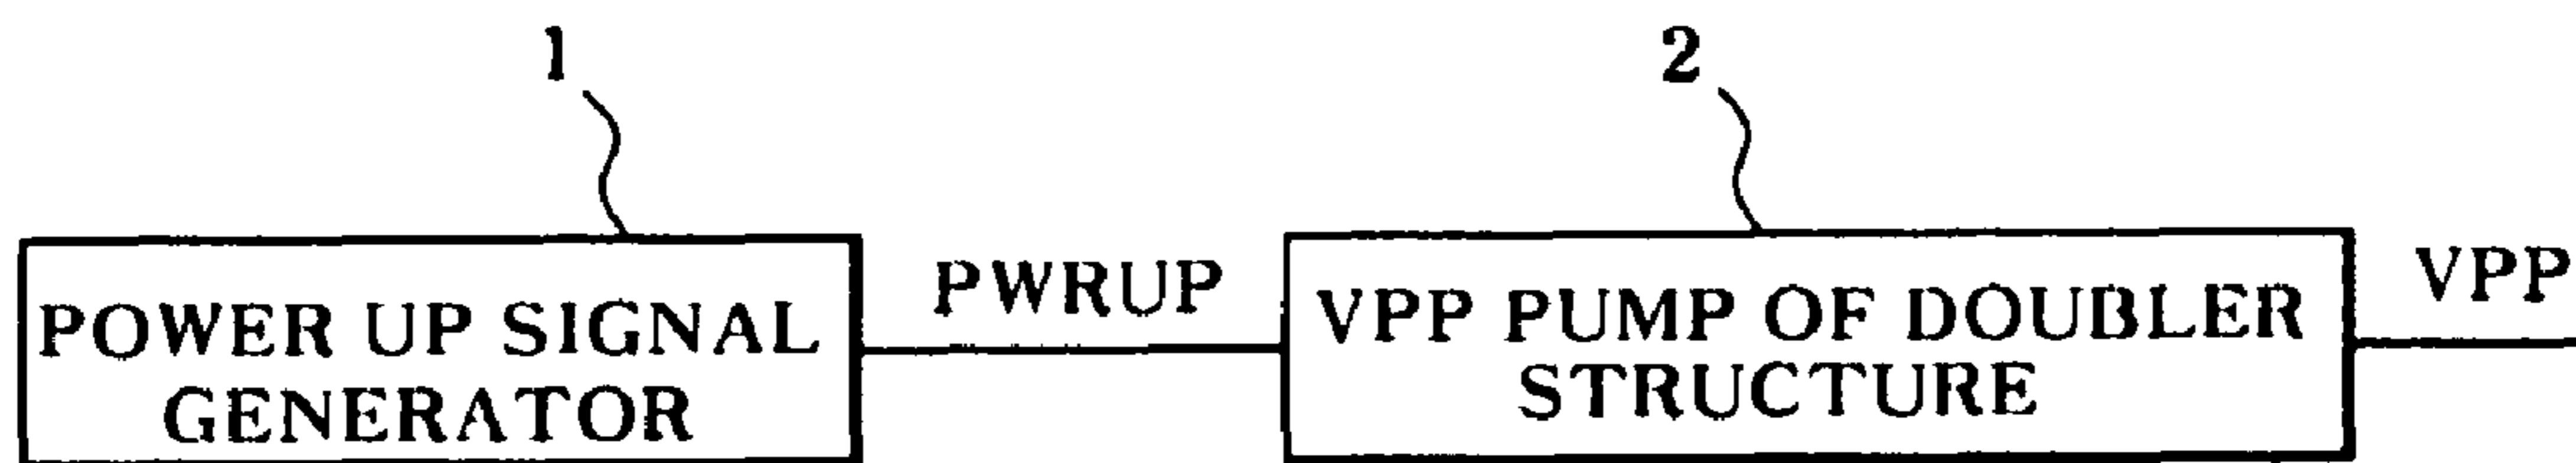 1
2
POWER UP SIGNAL
GENERATOR
PWRUP
VPP PUMP OF DOUBLER
STRUCTURE
VPP